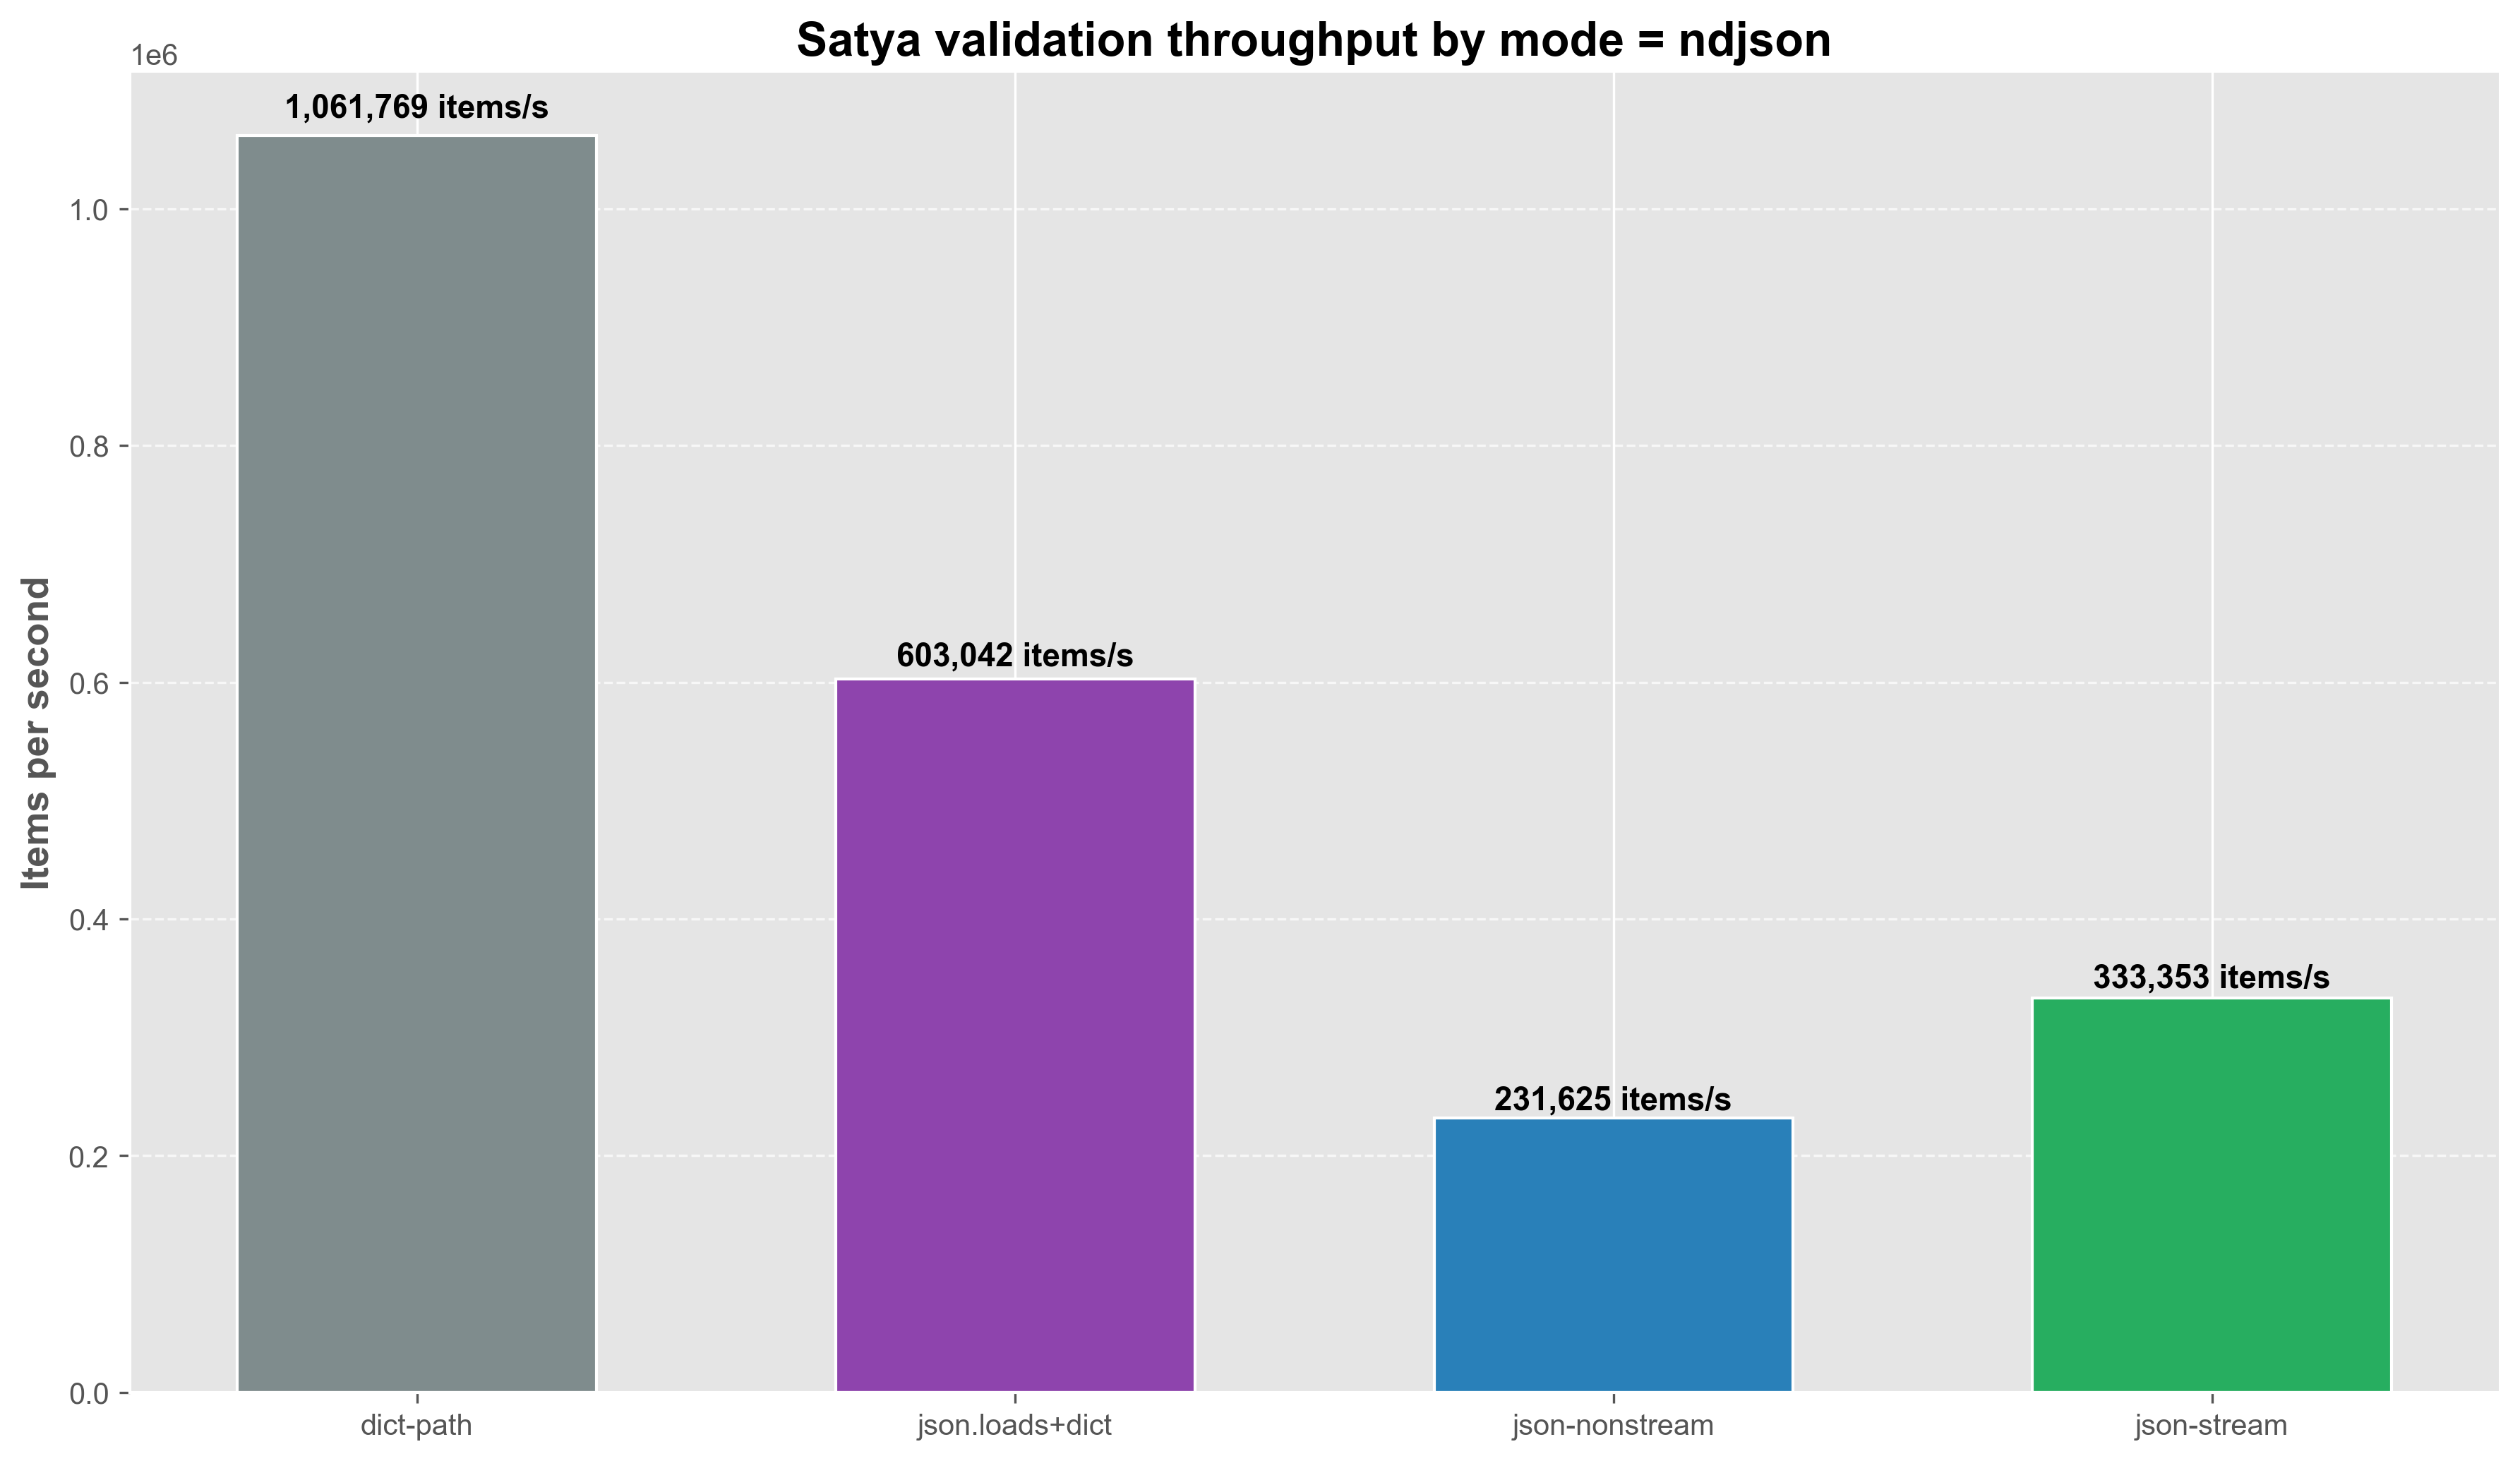 Satya validation throughput by mode = ndjson
1e6
1,061,769 items/s
603,042 items/s
231,625 items/s
333,353 items/s
Items per second
1.0
0.8
0.6
0.4
0.2
0.0
dict-path
json.loads+dict
json-nonstream
json-stream